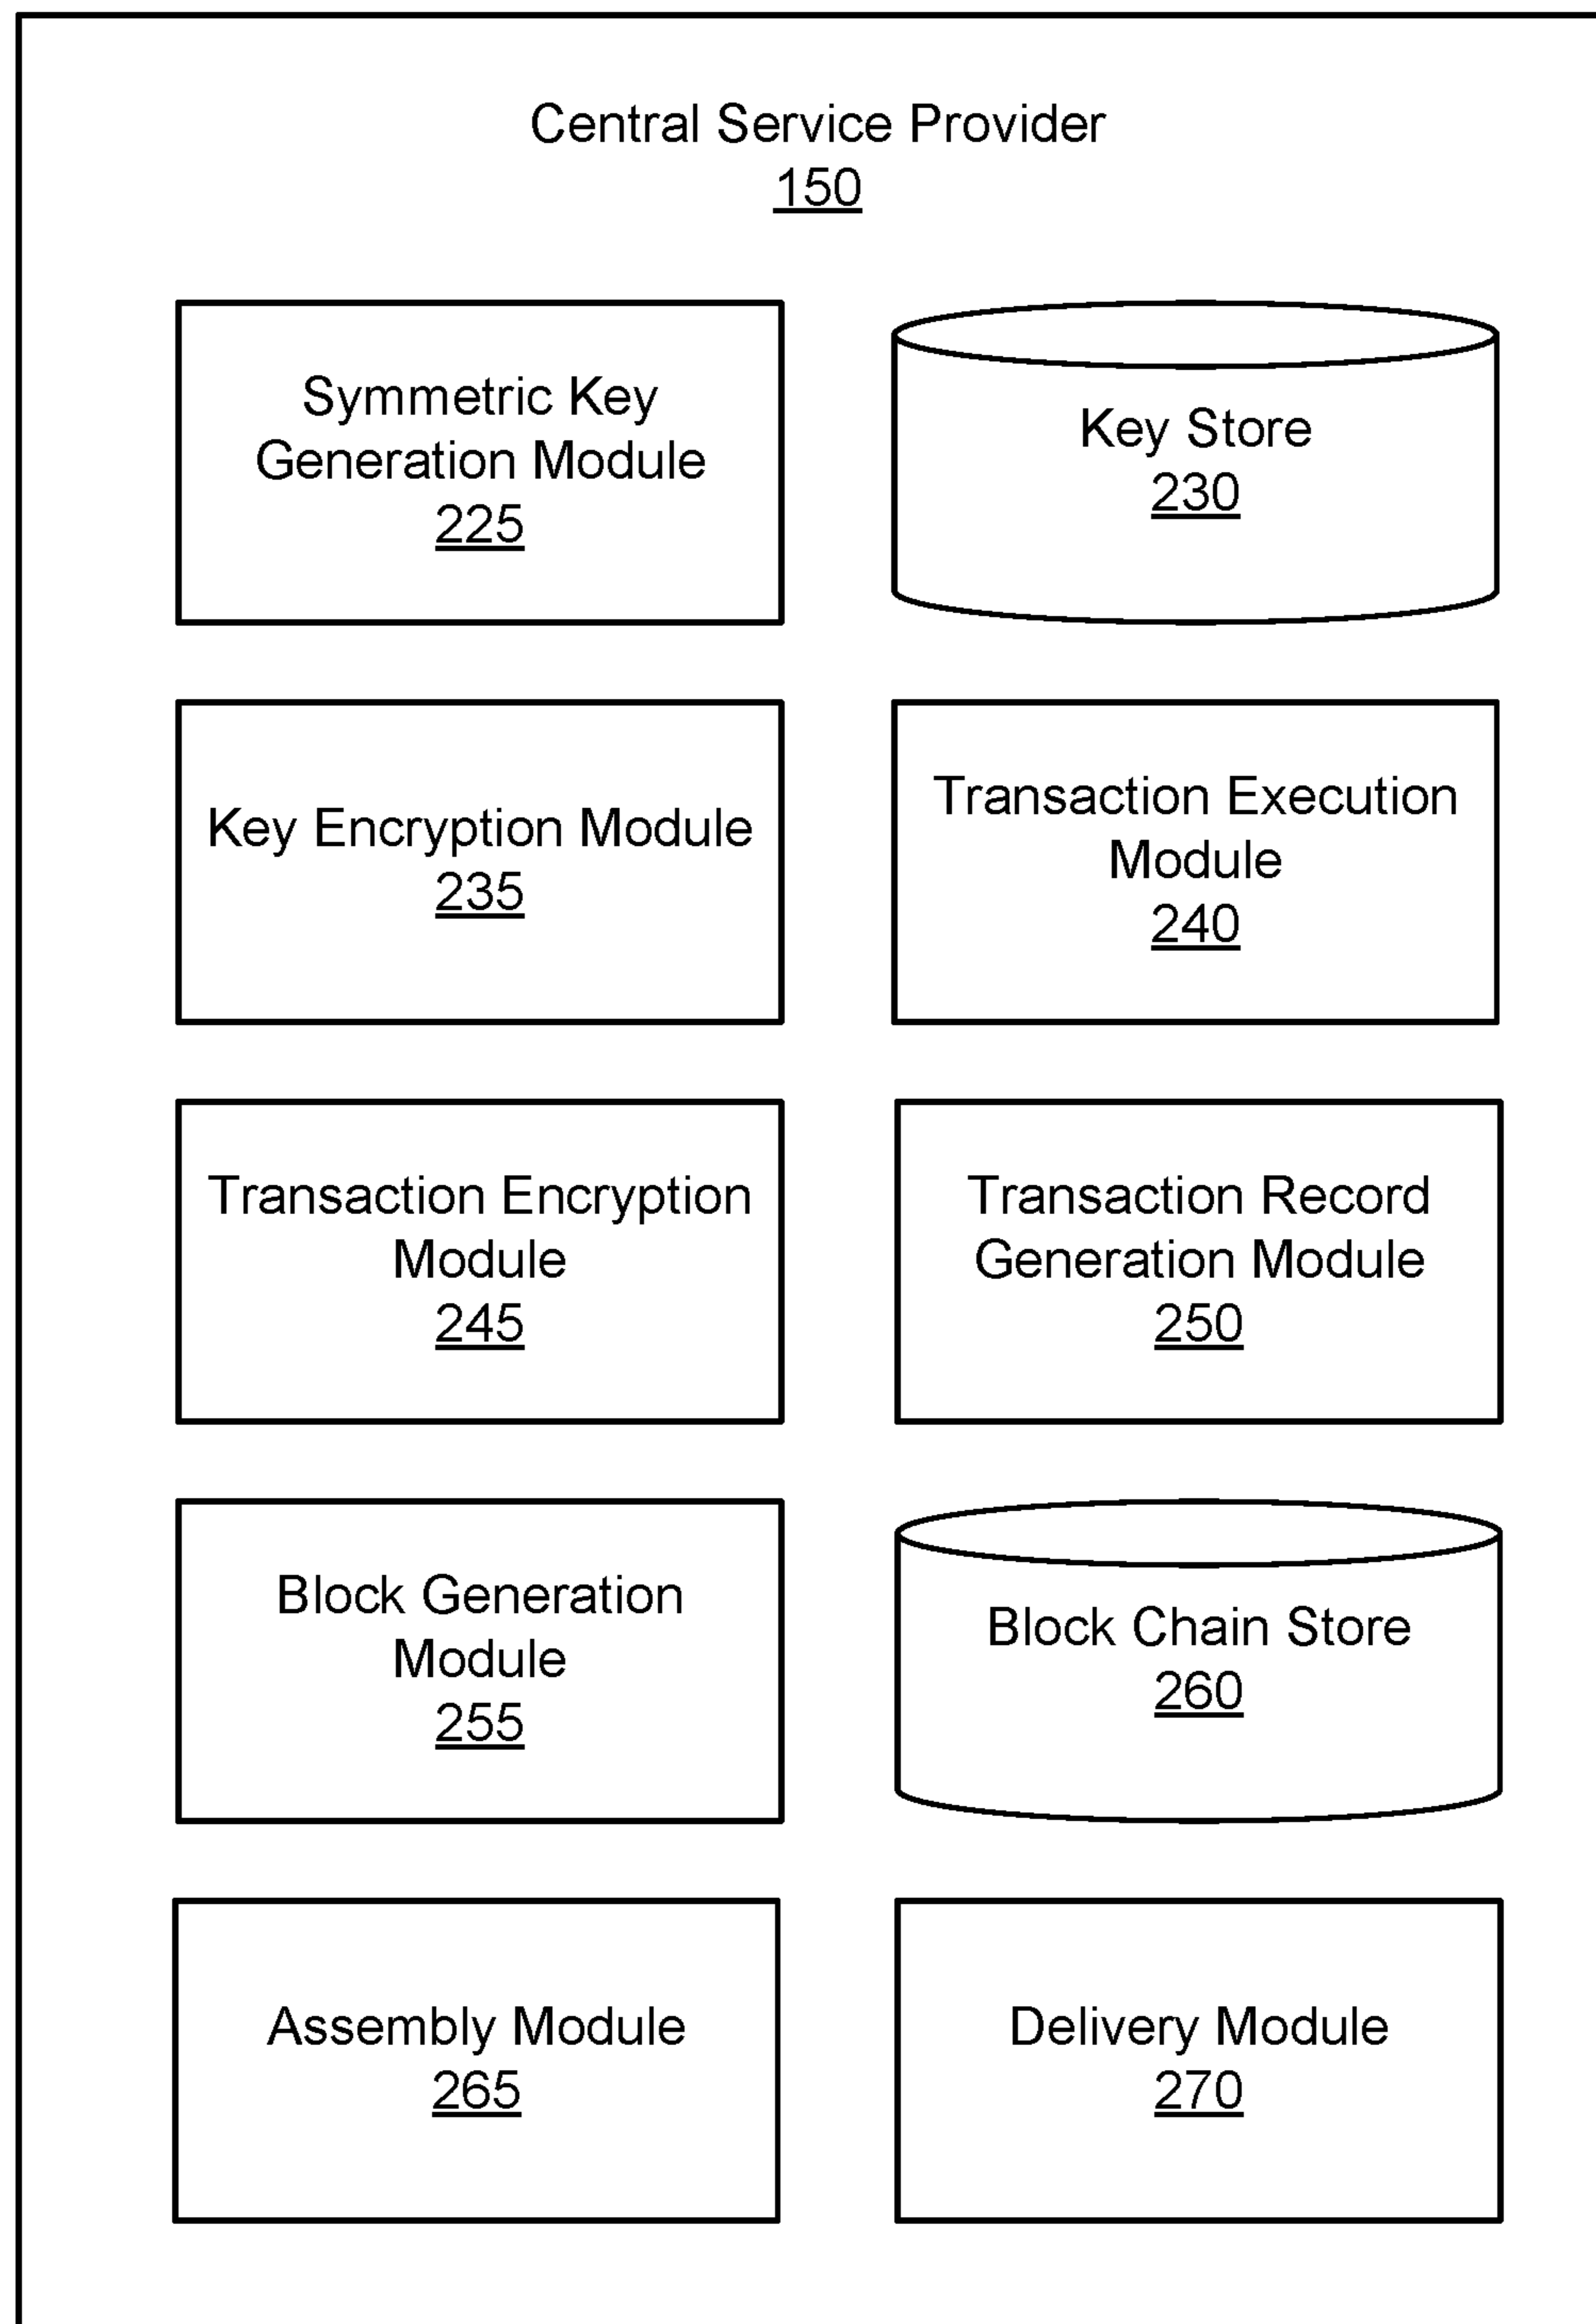 Central Service Provider
150
Symmetric Key
Generation Module
225
Key Store
230
Key Encryption Module
235
Transaction Execution
Module
240
Transaction Encryption
Module
245
Transaction Record
Generation Module
250
Block Generation
Module
255
Block Chain Store
260
Assembly Module
265
Delivery Module
270